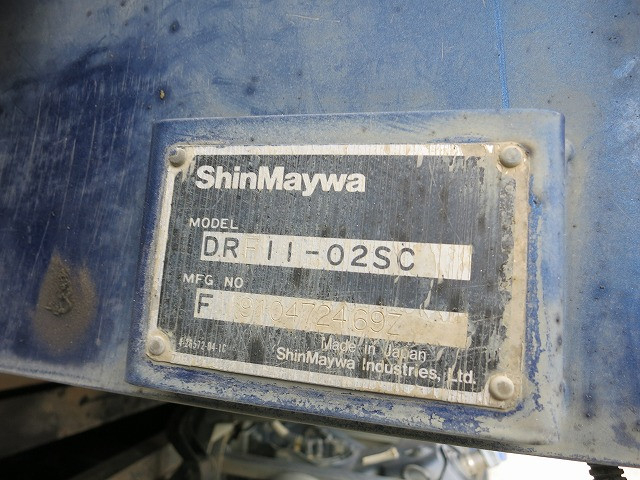 ShinMaywa
MODEL
DRF11-02SC
MFG NO
F
Made in Japan
ShinMaywa Industries, Ltd.